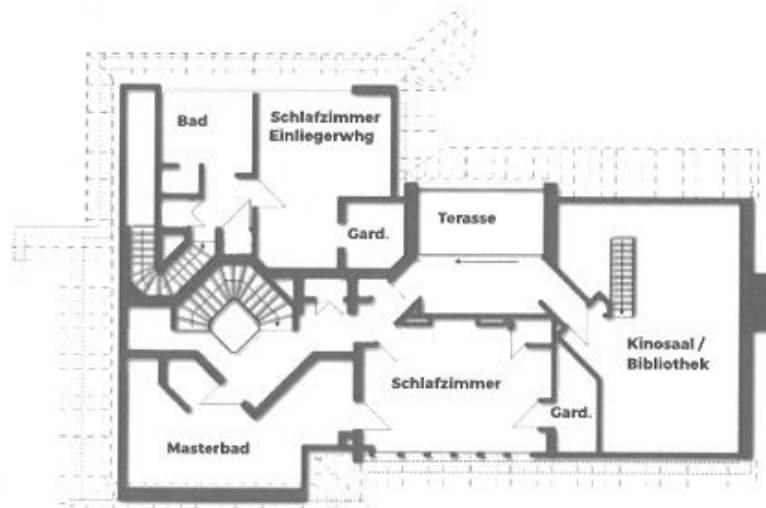 Bad
Schlafzimmer
Einliegerwhg
Gard.
Terasse
Kinosaal /
Bibliothek
Schlafzimmer
Gard.
Masterbad